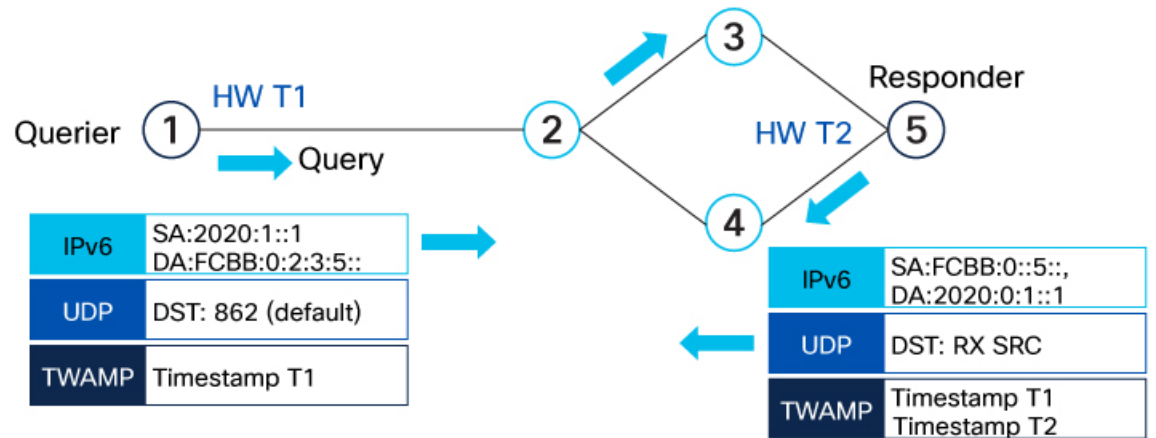 HW T1
Querier
1
Query
2
3
Responder
HW T2
5
4
IPv6
SA:2020:1::1
DA:FCBB:0:2:3:5::
UDP
DST: 862 (default)
TWAMP
Timestamp T1
IPv6
SA:FCBB:0::5::,
DA:2020:0:1::1
UDP
DST: RX SRC
TWAMP
Timestamp T1
Timestamp T2